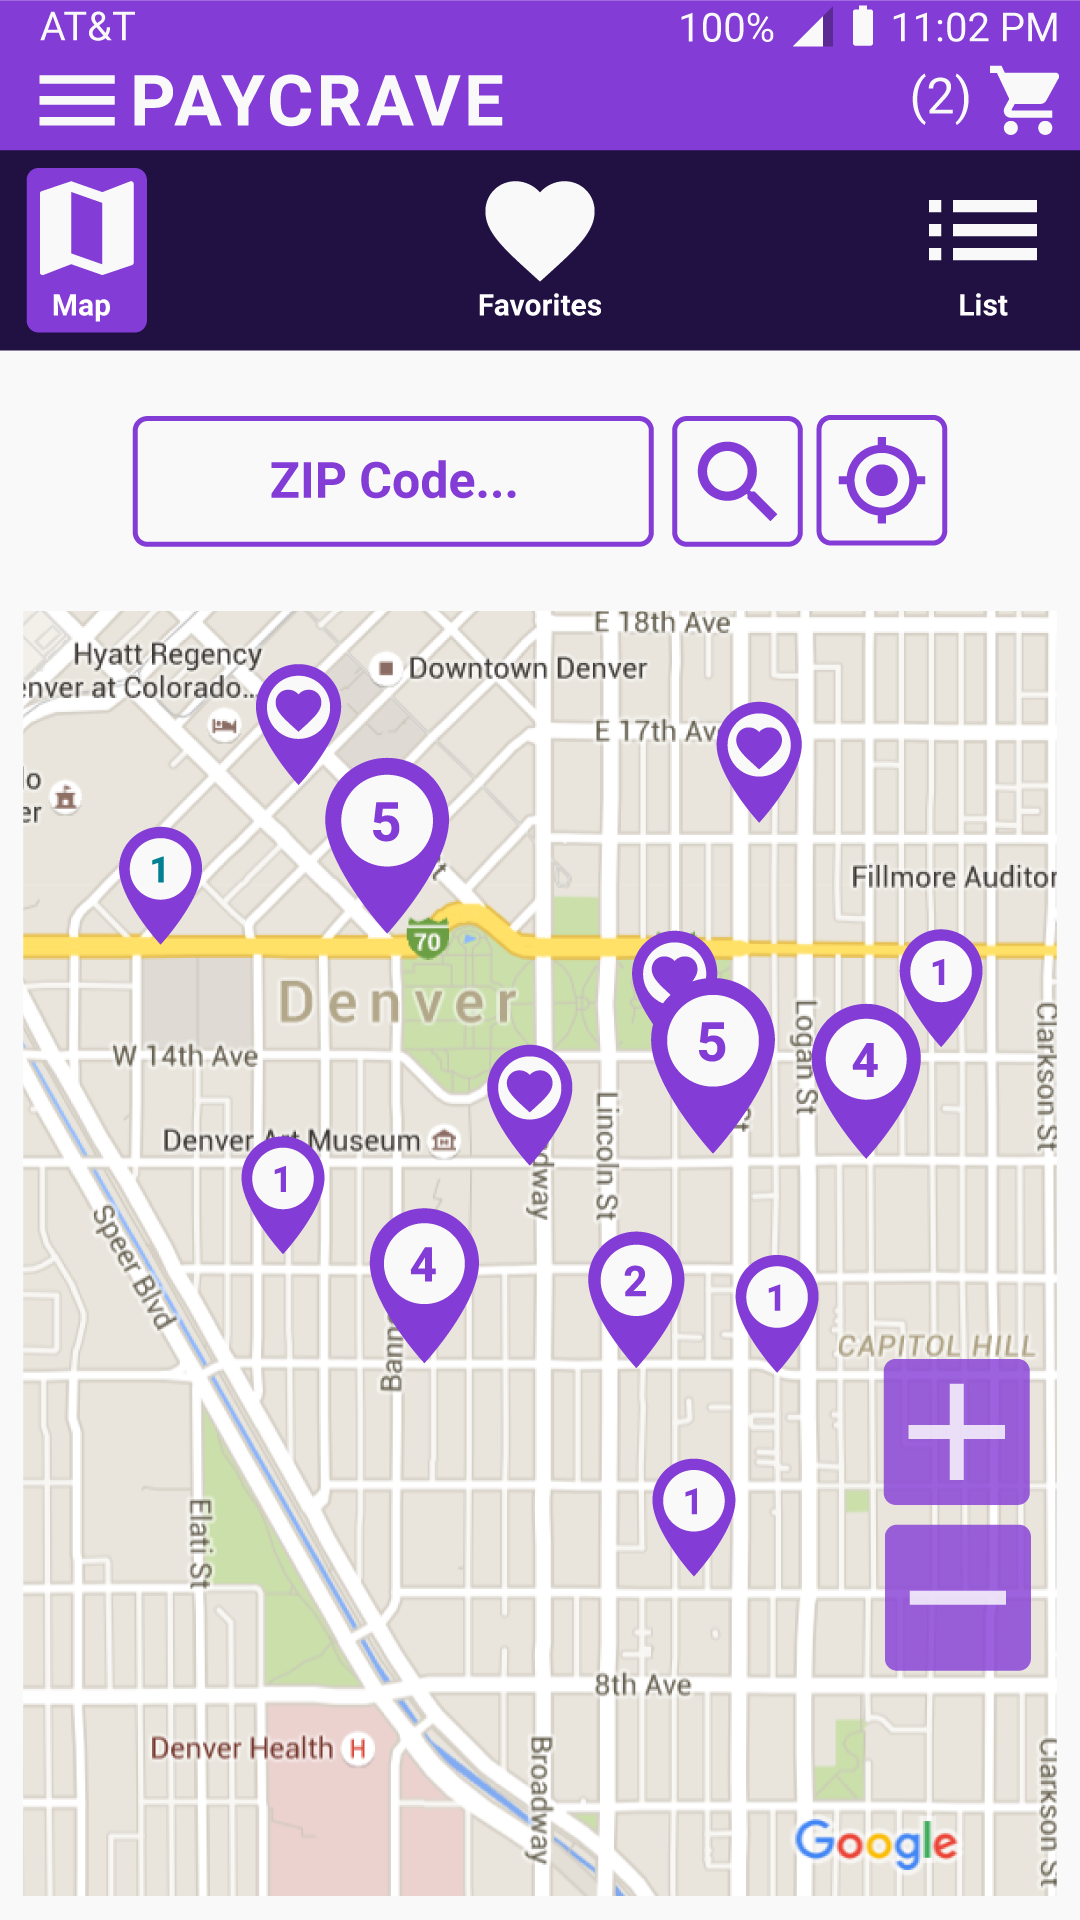 AT&T 100% 11:02 PM
PAYCRAVE (2)
Map Favorites List
ZIP Code...
E 18th Ave
Hyatt Regency
Downtown Denver
enver at Colorado...
E 17th Av
5
1
Fillmore Auditor
70
1
Denver
5
4
Logan St
Clarkson St
W 14th Ave
Lincoln St
St
Denver Art Museum
dway
1
Speer Blvd
4
2
1
Bann
CAPITOL HILL
+
1
Elati St
−
8th Ave
Denver Health H
Broadway
Clarkson St
Google